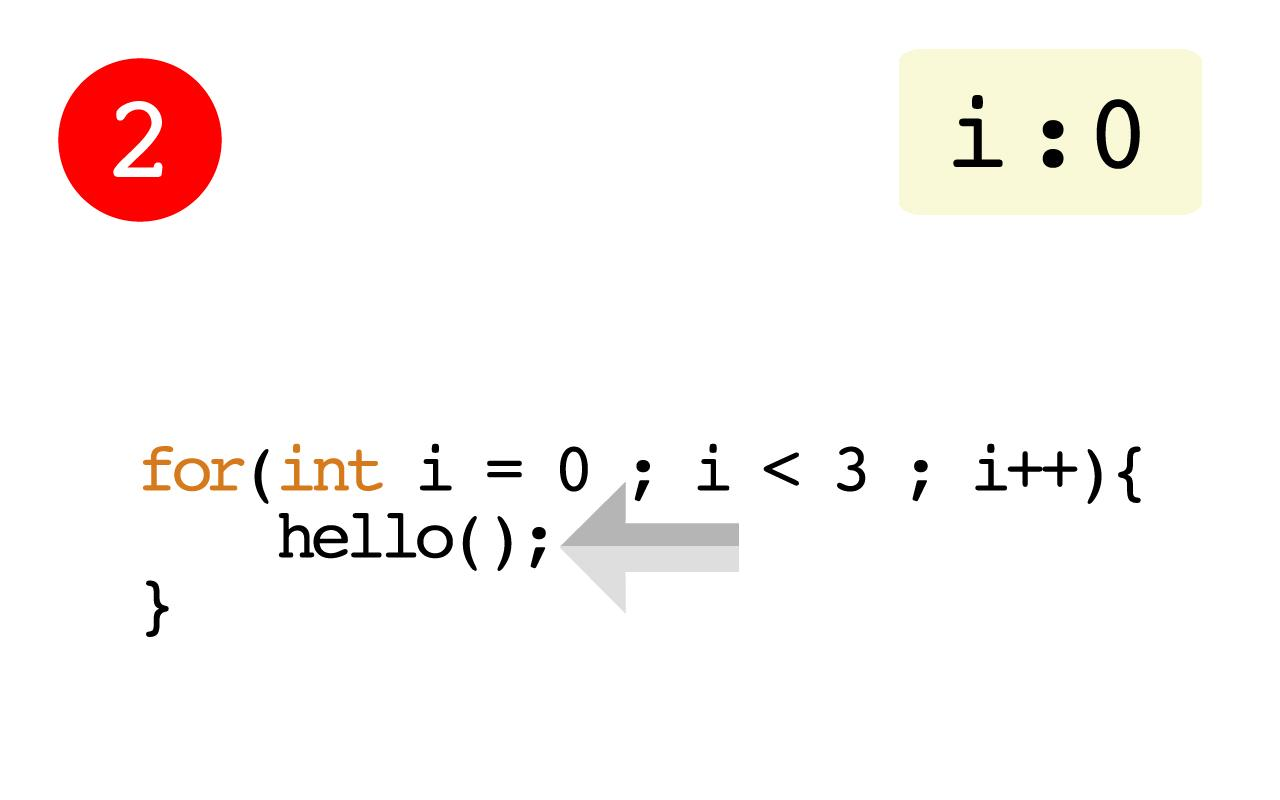 2
i:0
for(int i = 0 ; i < 3 ; i++){
    hello();
}